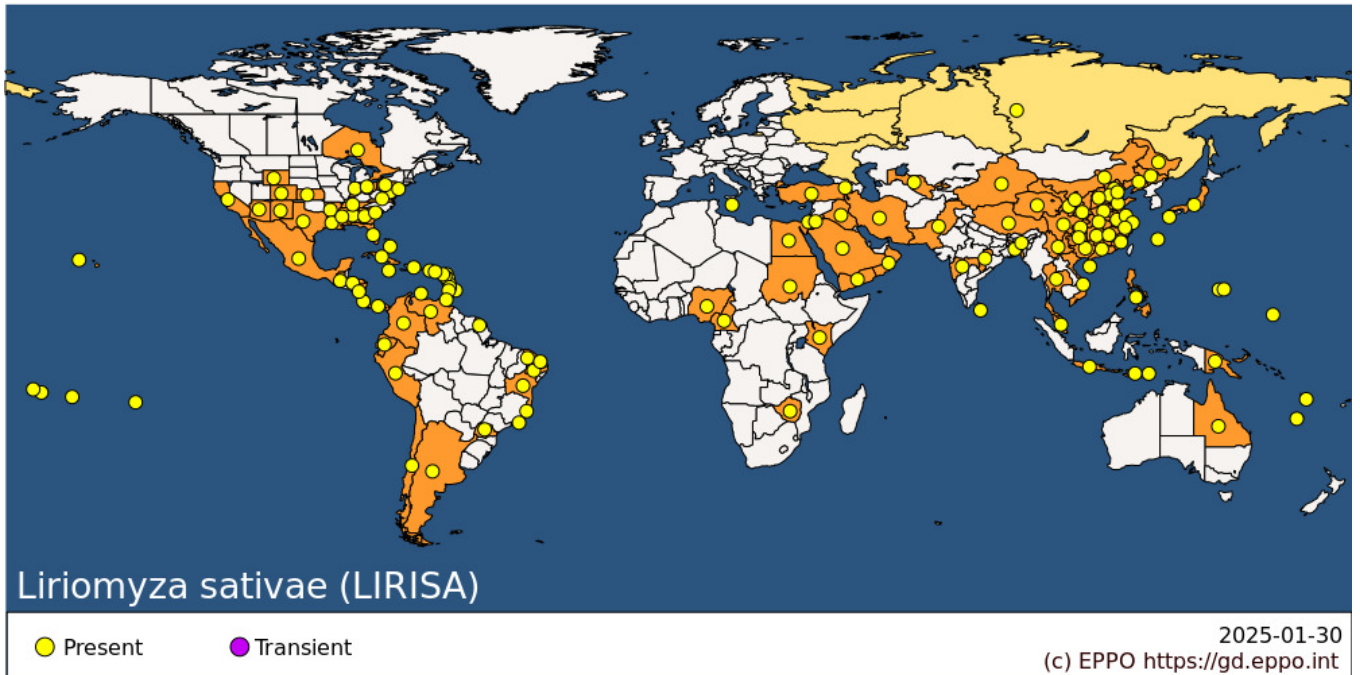 Liriomyza sativae (LIRISA)
Present
Transient
2025-01-30
(c) EPPO https://gd.eppo.int